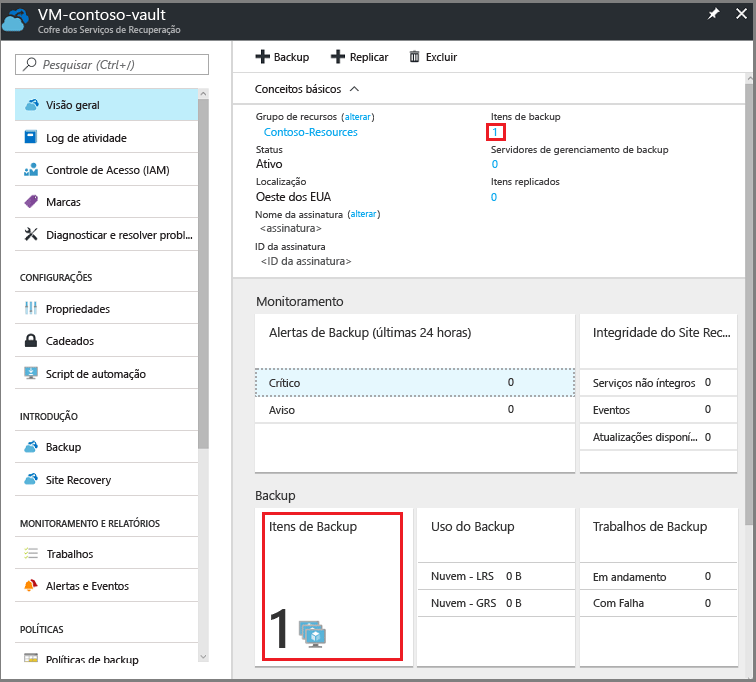 VM-contoso-vault
Cofre dos Serviços de Recuperação
Pesquisar (Ctrl+/)
Visão geral
Log de atividade
Controle de Acesso (IAM)
Marcas
Diagnosticar e resolver probl...
CONFIGURAÇÕES
Propriedades
Cadeados
Script de automação
INTRODUÇÃO
Backup
Site Recovery
MONITORAMENTO E RELATÓRIOS
Trabalhos
Alertas e Eventos
POLÍTICAS
Políticas de backup
Backup Replicar Excluir
Conceitos básicos
Grupo de recursos (alterar)
Contoso-Resources
Status
Ativo
Localização
Oeste dos EUA
Nome da assinatura (alterar)
<assinatura>
ID da assinatura
<ID da assinatura>
Itens de backup
1
Servidores de gerenciamento de backup
0
Itens replicados
0
Monitoramento
Alertas de Backup (últimas 24 horas)
Crítico 0
Aviso 0
Integridade do Site Rec...
Serviços não íntegros 0
Eventos 0
Atualizações disponí... 0
Backup
Itens de Backup
1
Uso do Backup
Nuvem - LRS 0 B
Nuvem - GRS 0 B
Trabalhos de Backup
Em andamento 0
Com Falha 0